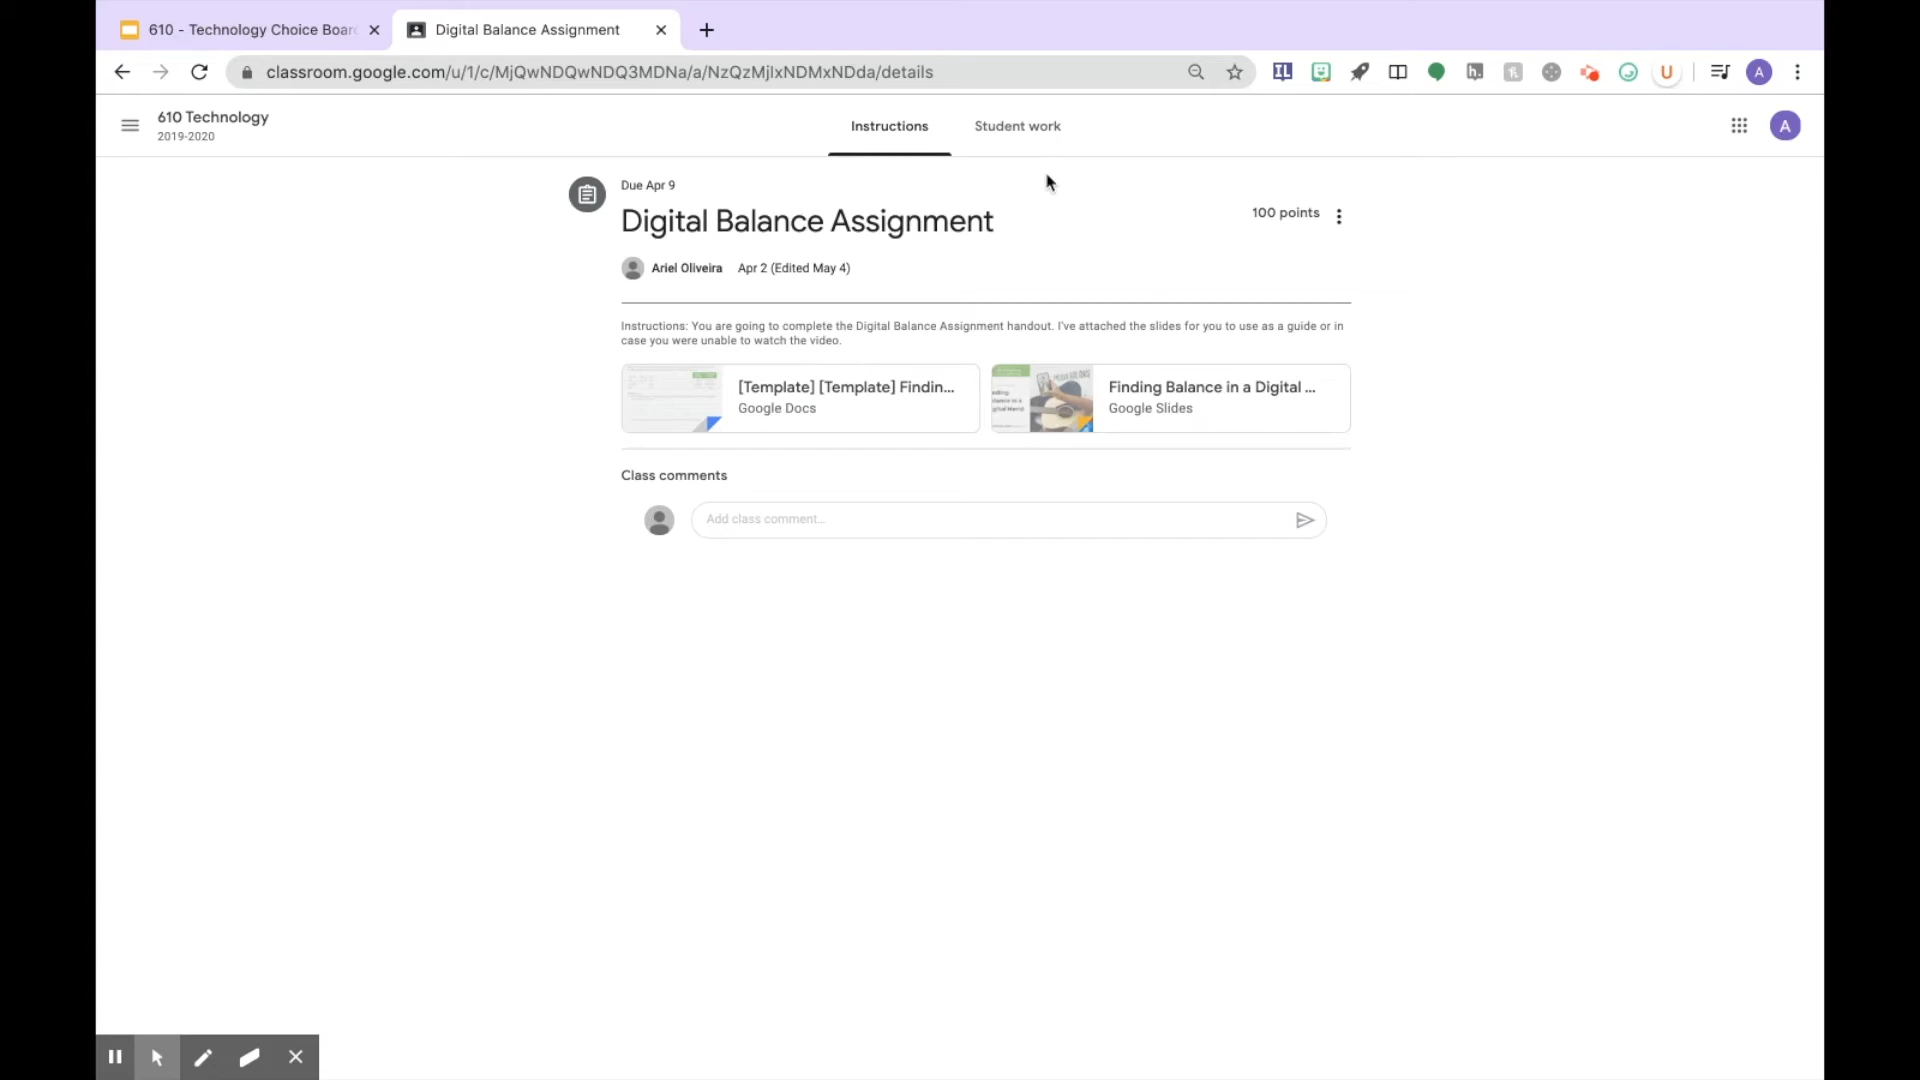 610 - Technology Choice Boar
Digital Balance Assignment
classroom.google.com/u/1/c/MjQwNDQwNDQ3MDNa/a/NzQzMjIxNDMxNDda/details
IL
h.
U
A
610 Technology
2019-2020
Instructions
Student work
A
Due Apr 9
Digital Balance Assignment
100 points
Ariel Oliveira Apr 2 (Edited May 4)
Instructions: You are going to complete the Digital Balance Assignment handout. I've attached the slides for you to use as a guide or in
case you were unable to watch the video.
[Template] [Template] Findin...
Google Docs
Finding Balance in a Digital ...
Google Slides
Class comments
Add class comment...